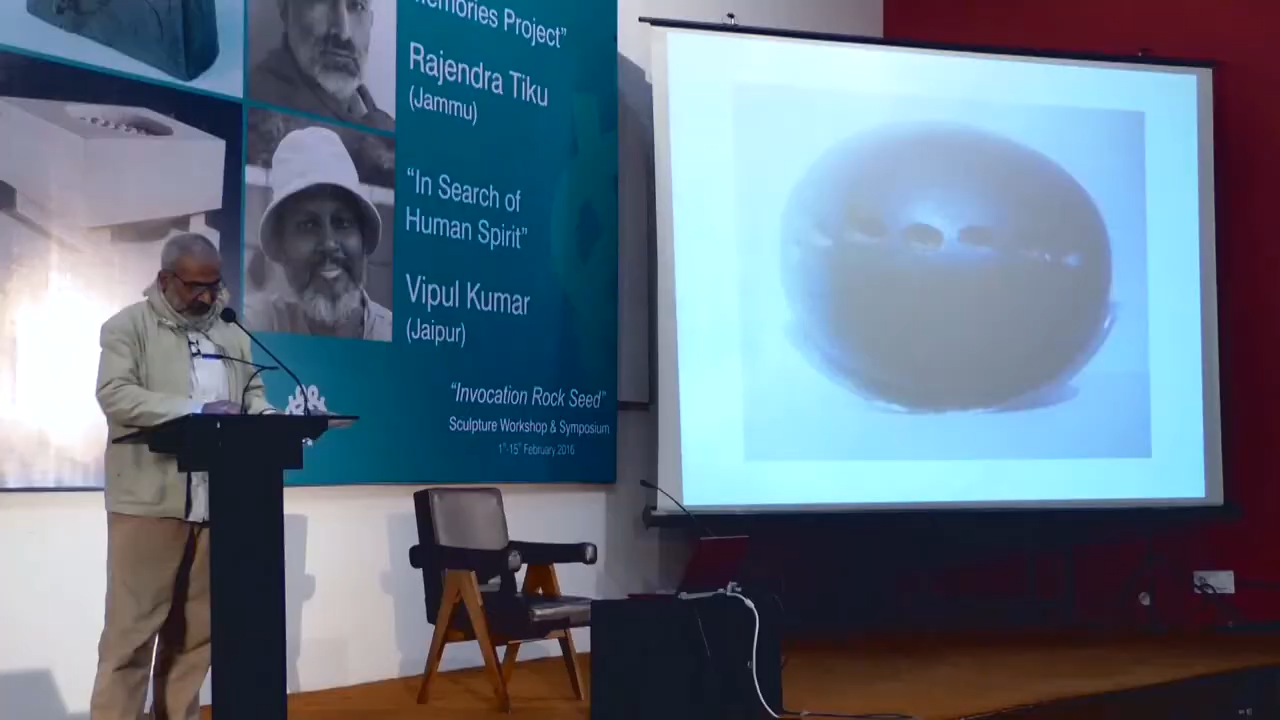 Memories Project”
Rajendra Tiku
(Jammu)
“In Search of
Human Spirit”
Vipul Kumar
(Jaipur)
“Invocation Rock Seed”
Sculpture Workshop & Symposium
1st-15th February 2016